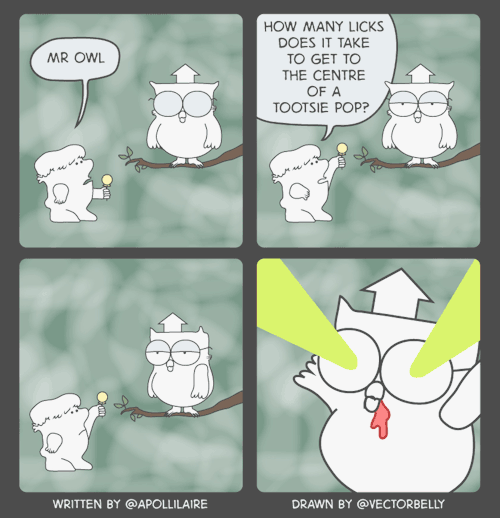 MR OWL
HOW MANY LICKS
DOES IT TAKE
TO GET TO
THE CENTRE
OF A
TOOTSIE POP?
WRITTEN BY @APOLLILAIRE
DRAWN BY @VECTORBELLY